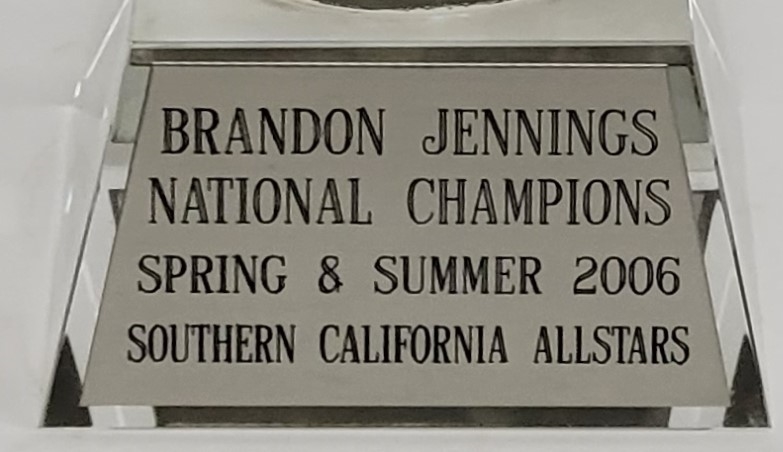 BRANDON JENNINGS
NATIONAL CHAMPIONS
SPRING & SUMMER 2006
SOUTHERN CALIFORNIA ALLSTARS